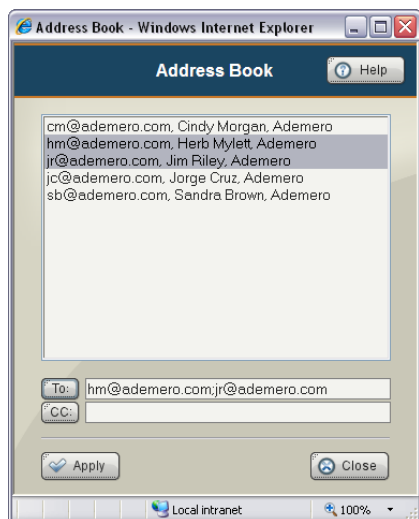 Address Book - Windows Internet Explorer
Address Book
Help
cm@ademero.com, Cindy Morgan, Ademero
hm@ademero.com, Herb Mylett, Ademero
jr@ademero.com, Jim Riley, Ademero
jc@ademero.com, Jorge Cruz, Ademero
sb@ademero.com, Sandra Brown, Ademero
To: hm@ademero.com;jr@ademero.com
CC:
Apply Close
Local intranet 100%